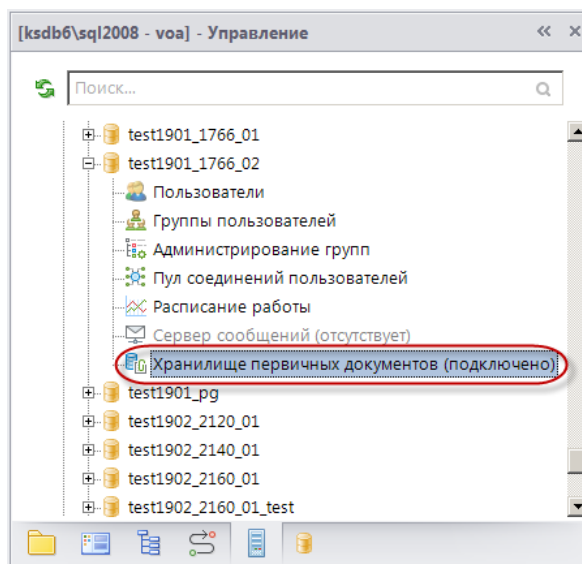 [ksdb6\sql2008 - voa] - Управление
Поиск...
test1901_1766_01
test1901_1766_02
Пользователи
Группы пользователей
Администрирование групп
Пул соединений пользователей
Расписание работы
Сервер сообщений (отсутствует)
Хранилище первичных документов (подключено)
test1901_pg
test1902_2120_01
test1902_2140_01
test1902_2160_01
test1902_2160_01_test